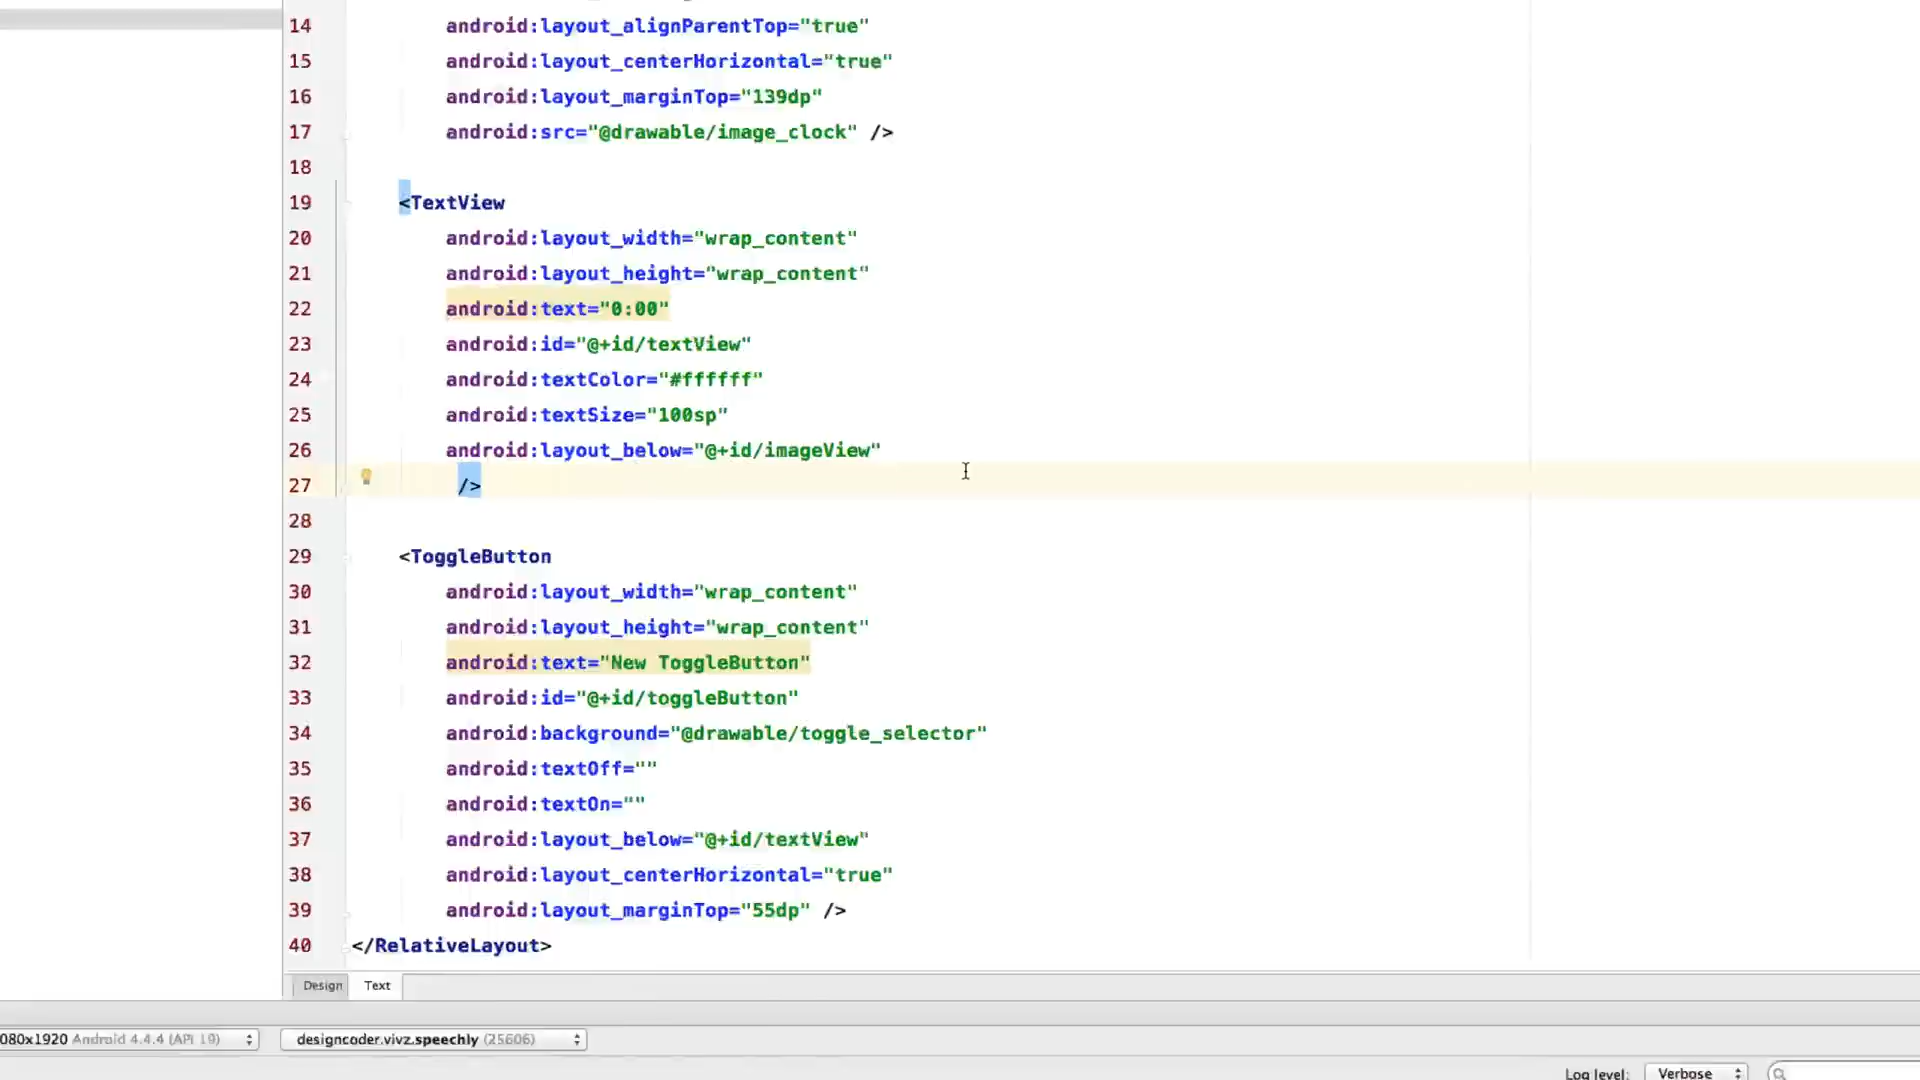 14 android:layout_alignParentTop="true"
15 android:layout_centerHorizontal="true"
16 android:layout_marginTop="139dp"
17 android:src="@drawable/image_clock" />
18
19 <TextView
20 android:layout_width="wrap_content"
21 android:layout_height="wrap_content"
22 android:text="0:00"
23 android:id="@+id/textView"
24 android:textColor="#ffffff"
25 android:textSize="100sp"
26 android:layout_below="@+id/imageView"
27 />
28
29 <ToggleButton
30 android:layout_width="wrap_content"
31 android:layout_height="wrap_content"
32 android:text="New ToggleButton"
33 android:id="@+id/toggleButton"
34 android:background="@drawable/toggle_selector"
35 android:textOff=""
36 android:textOn=""
37 android:layout_below="@+id/textView"
38 android:layout_centerHorizontal="true"
39 android:layout_marginTop="55dp" />
40 </RelativeLayout>
Design Text
080x1920 Android 4.4.4 (API 19) designcoder.vivz.speechly (25606)
Log level: Verbose